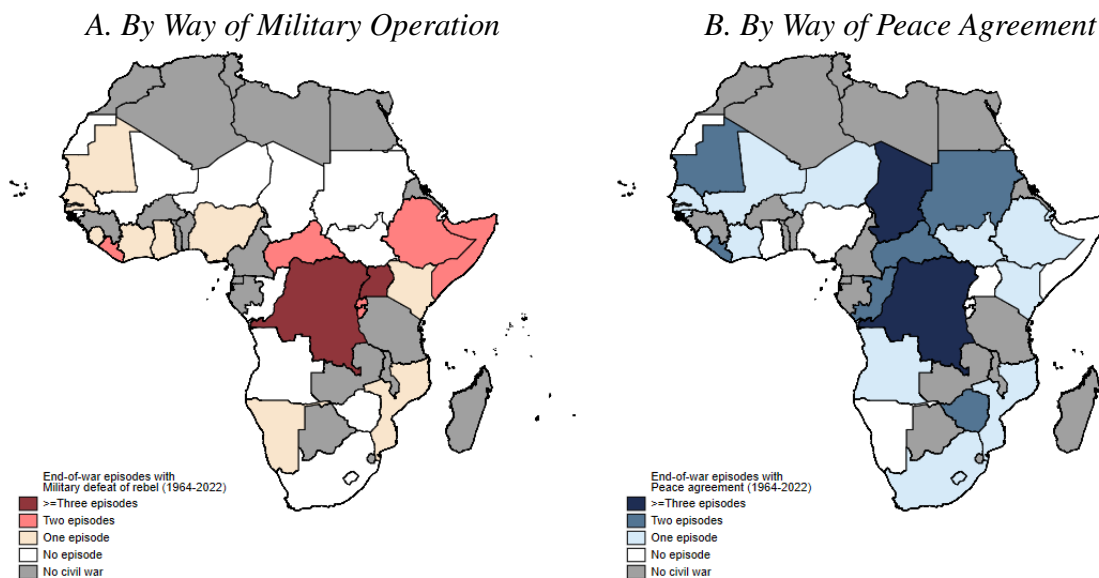 A. By Way of Military Operation
End-of-war episodes with
Military defeat of rebel (1964-2022)
>=Three episodes
Two episodes
One episode
No episode
No civil war
B. By Way of Peace Agreement
End-of-war episodes with
Peace agreement (1964-2022)
>=Three episodes
Two episodes
One episode
No episode
No civil war